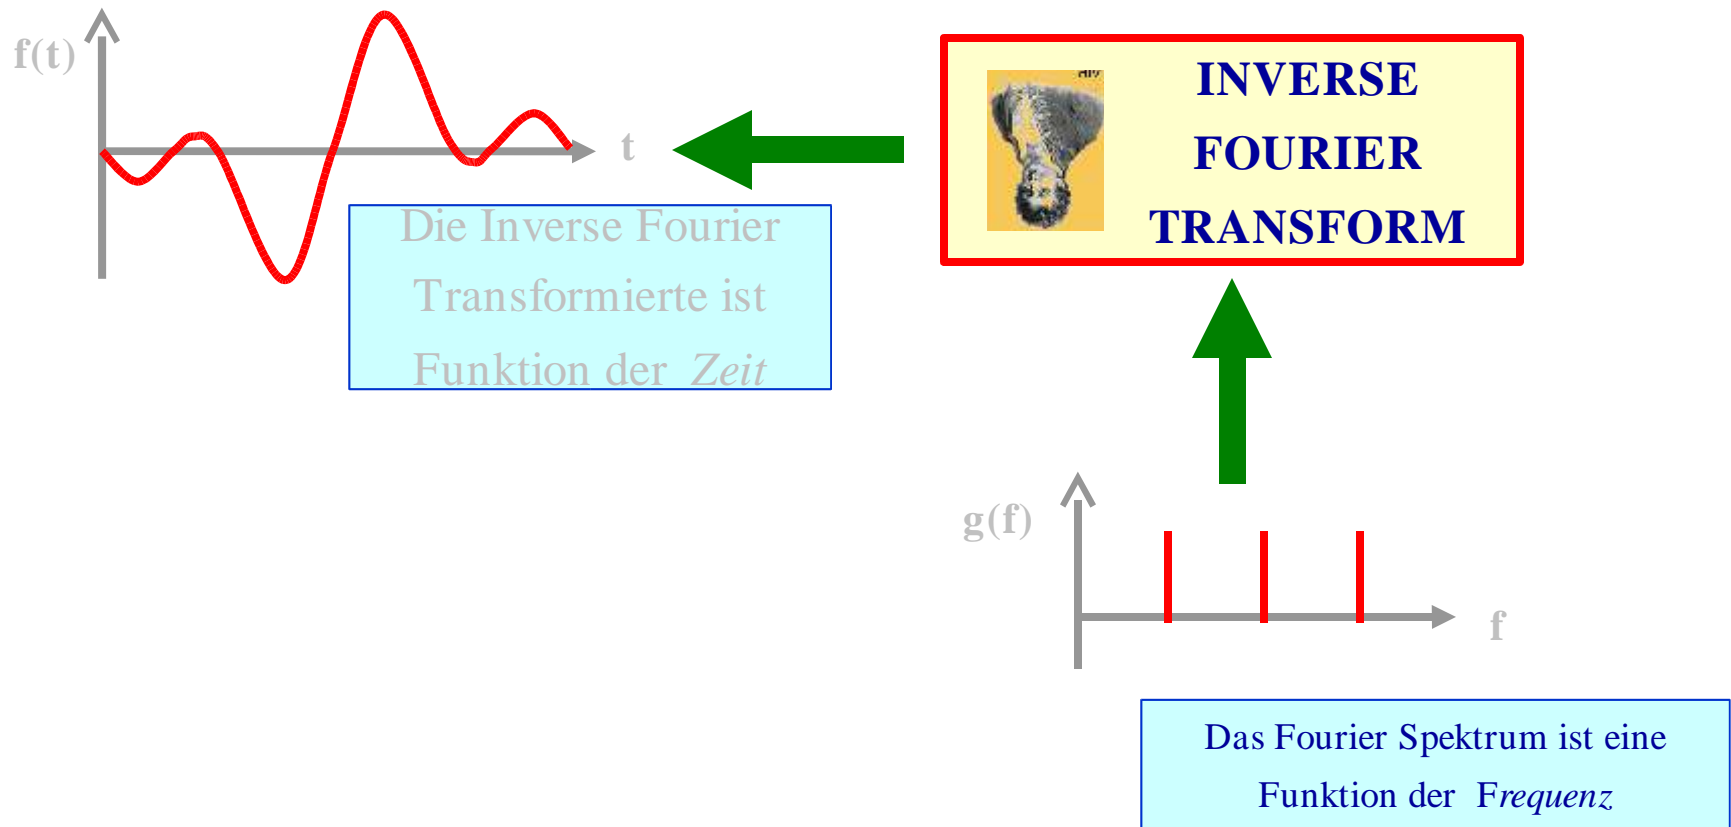 f(t)
t
INVERSE
FOURIER
TRANSFORM
Die Inverse Fourier
Transformierte ist
Funktion der Zeit
g(f)
f
Das Fourier Spektrum ist eine
Funktion der Frequenz